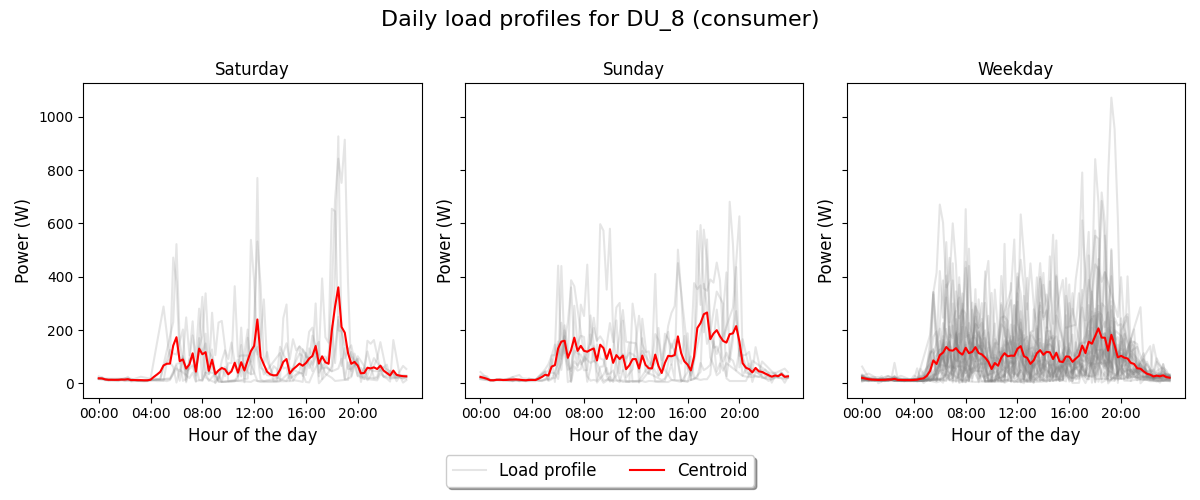 Daily load profiles for DU_8 (consumer)
Saturday
Sunday
Weekday
Power (W)
1000
800
600
400
200
0
00:00 04:00 08:00 12:00 16:00 20:00
Hour of the day
Power (W)
00:00 04:00 08:00 12:00 16:00 20:00
Hour of the day
Power (W)
00:00 04:00 08:00 12:00 16:00 20:00
Hour of the day
Load profile
Centroid